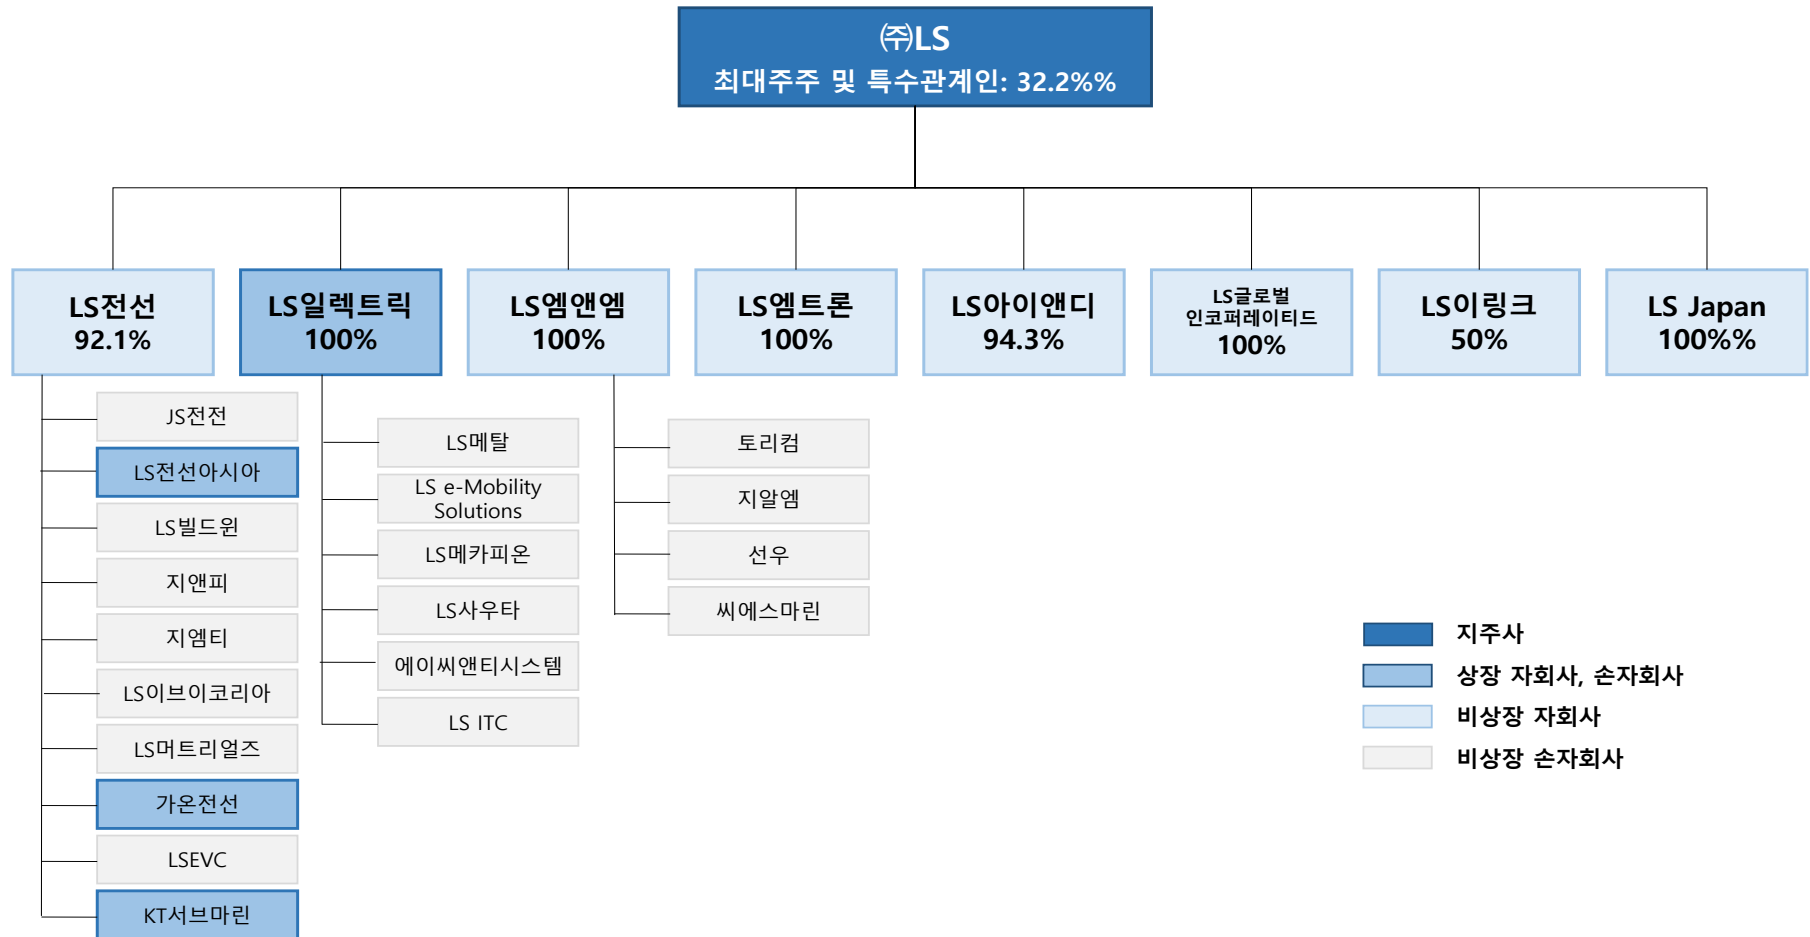 ㈜LS
최대주주 및 특수관계인: 32.2%%
LS전선
92.1%
LS일렉트릭
100%
LS엠앤엠
100%
LS엠트론
100%
LS아이앤디
94.3%
LS글로벌
인코퍼레이티드
100%
LS이링크
50%
LS Japan
100%%
JS전전
LS전선아시아
LS빌드윈
지앤피
지엠티
LS이브이코리아
LS머트리얼즈
가온전선
LSEVC
KT서브마린
LS메탈
LS e-Mobility
Solutions
LS메카피온
LS사우타
에이씨앤티시스템
LS ITC
토리컴
지알엠
선우
씨에스마린
지주사
상장 자회사, 손자회사
비상장 자회사
비상장 손자회사